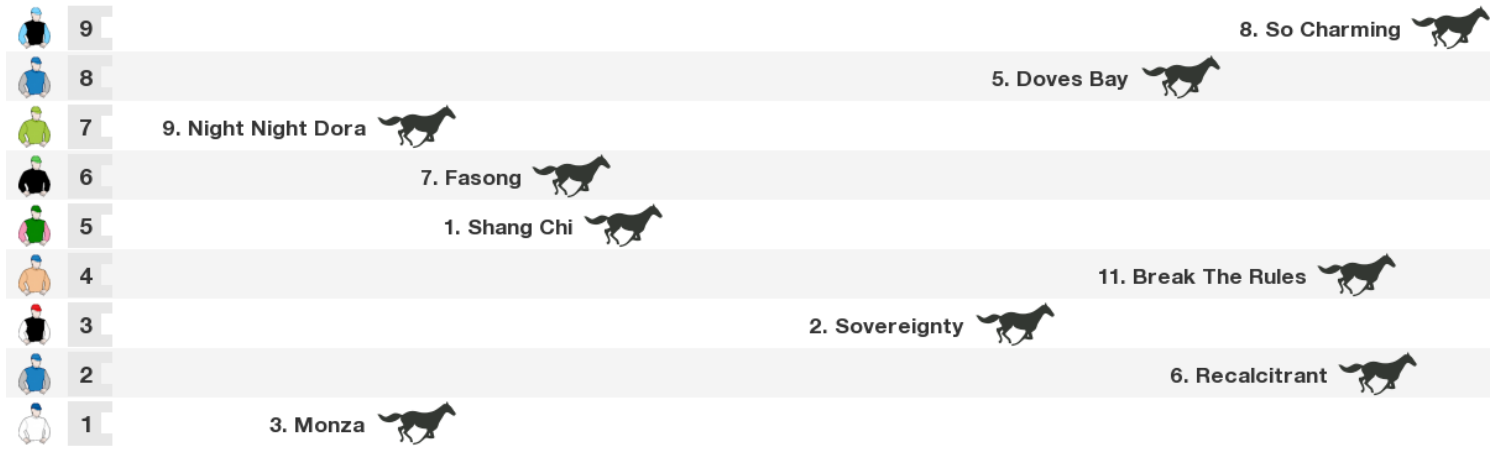 9 8. So Charming
8 5. Doves Bay
7 9. Night Night Dora
6 7. Fasong
5 1. Shang Chi
4 11. Break The Rules
3 2. Sovereignty
2 6. Recalcitrant
1 3. Monza